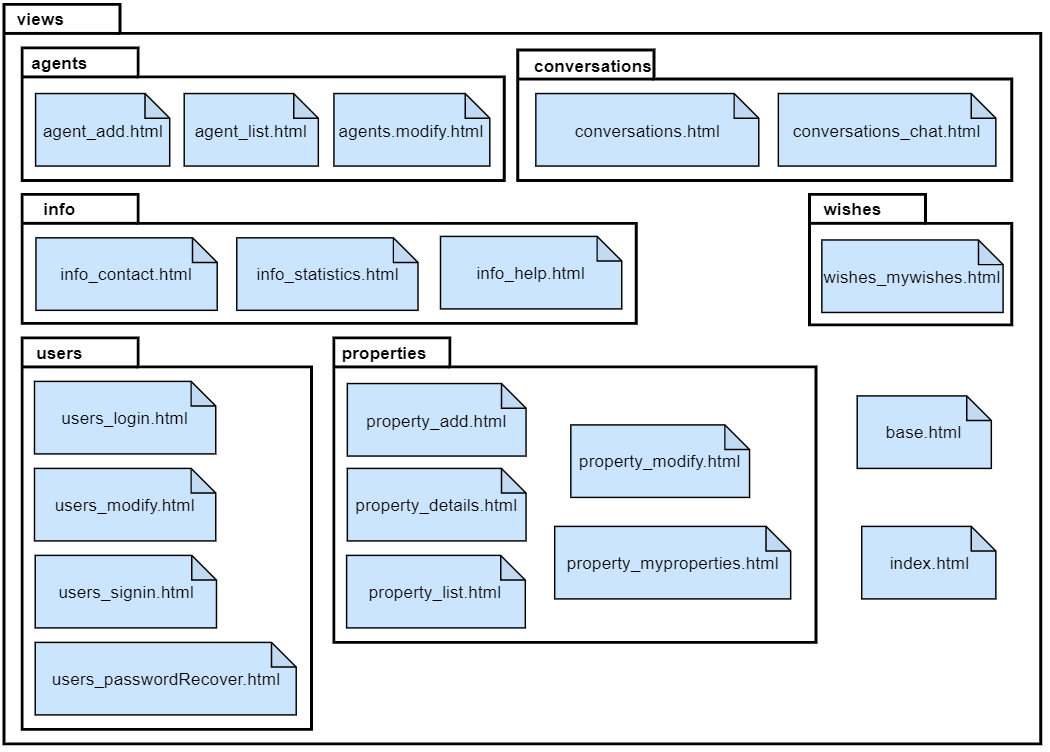 views
agents
agent_add.html
agent_list.html
agents.modify.html
conversations
conversations.html
conversations_chat.html
info
info_contact.html
info_statistics.html
info_help.html
wishes
wishes_mywishes.html
users
users_login.html
users_modify.html
users_signin.html
users_passwordRecover.html
properties
property_add.html
property_details.html
property_list.html
property_modify.html
property_myproperties.html
base.html
index.html